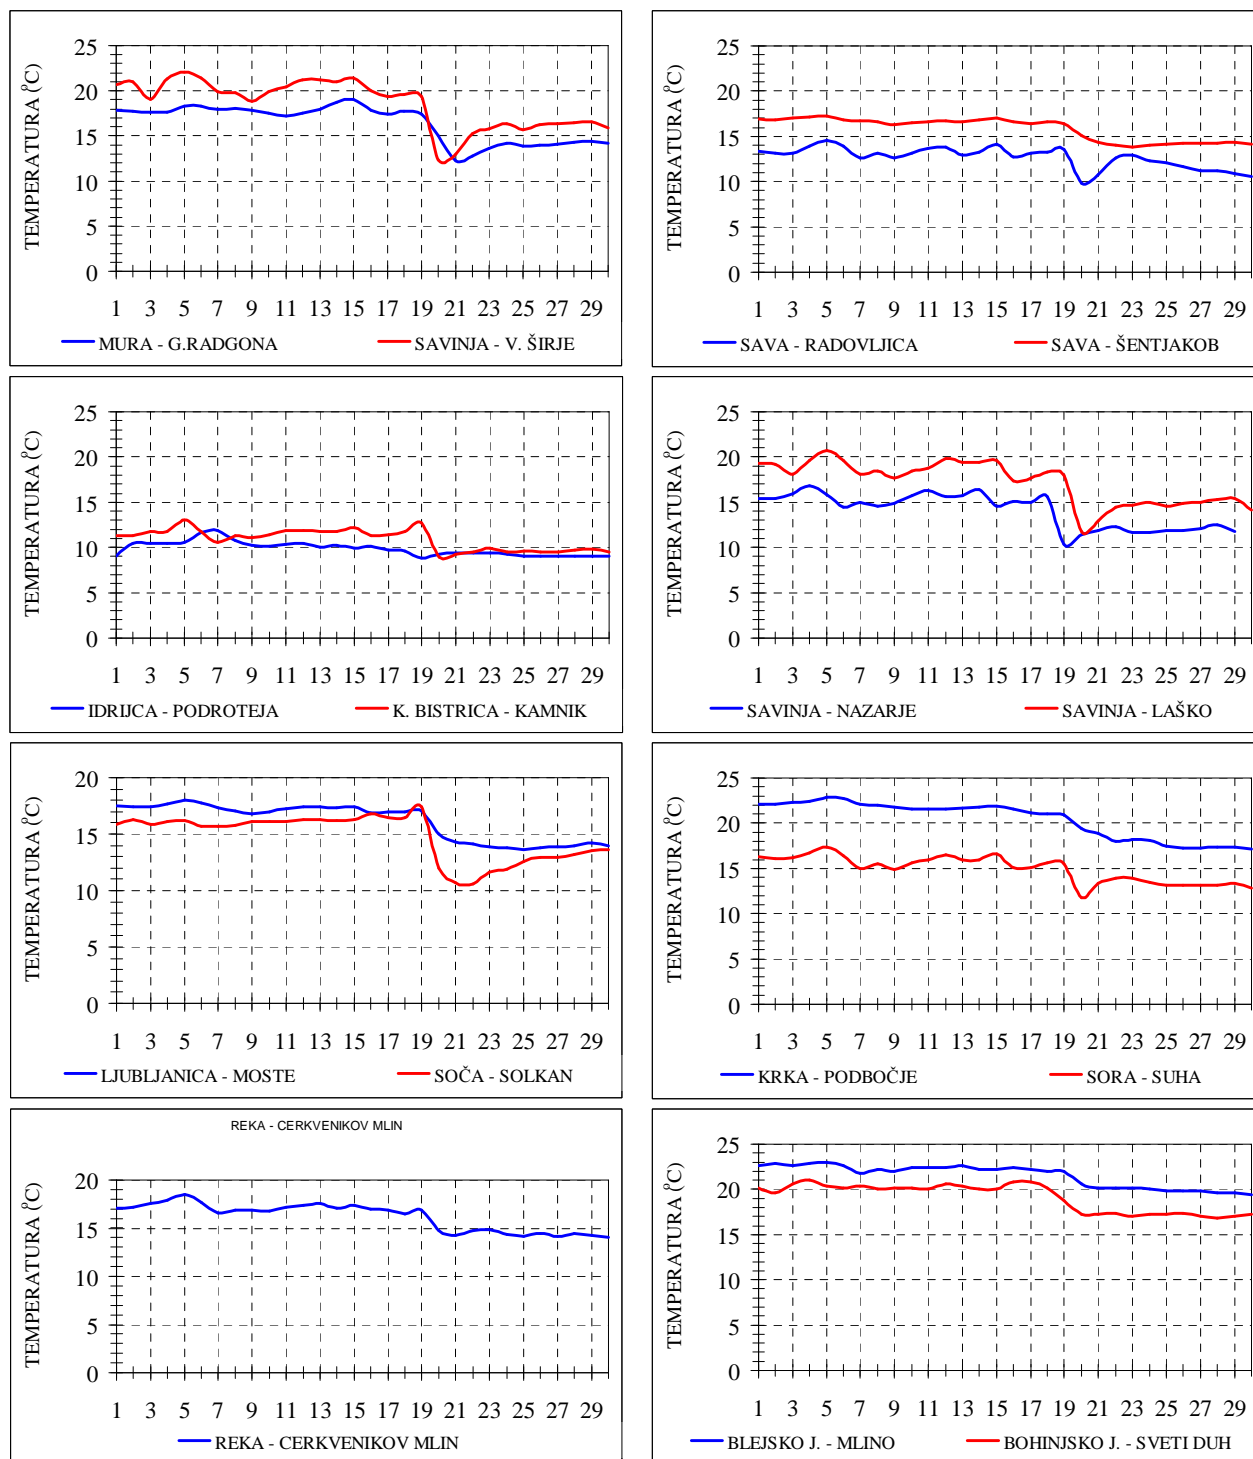 TEMPERATURA (°C)
25
20
15
10
5
0
1 3 5 7 9 11 13 15 17 19 21 23 25 27 29
MURA - G.RADGONA SAVINJA - V. ŠIRJE
TEMPERATURA (°C)
25
20
15
10
5
0
1 3 5 7 9 11 13 15 17 19 21 23 25 27 29
SAVA - RADOVLJICA SAVA - ŠENTJAKOB
TEMPERATURA (°C)
25
20
15
10
5
0
1 3 5 7 9 11 13 15 17 19 21 23 25 27 29
IDRIJCA - PODROTEJA K. BISTRICA - KAMNIK
TEMPERATURA (°C)
25
20
15
10
5
0
1 3 5 7 9 11 13 15 17 19 21 23 25 27 29
SAVINJA - NAZARJE SAVINJA - LAŠKO
TEMPERATURA (°C)
20
15
10
5
0
1 3 5 7 9 11 13 15 17 19 21 23 25 27 29
LJUBLJANICA - MOSTE SOČA - SOLKAN
TEMPERATURA (°C)
25
20
15
10
5
0
1 3 5 7 9 11 13 15 17 19 21 23 25 27 29
KRKA - PODBOČJE SORA - SUHA
REKA - CERKVENIKOV MLIN
TEMPERATURA (°C)
20
15
10
5
0
1 3 5 7 9 11 13 15 17 19 21 23 25 27 29
REKA - CERKVENIKOV MLIN
TEMPERATURA (°C)
25
20
15
10
5
0
1 3 5 7 9 11 13 15 17 19 21 23 25 27 29
BLEJSKO J. - MLINO BOHINJSKO J. - SVETI DUH